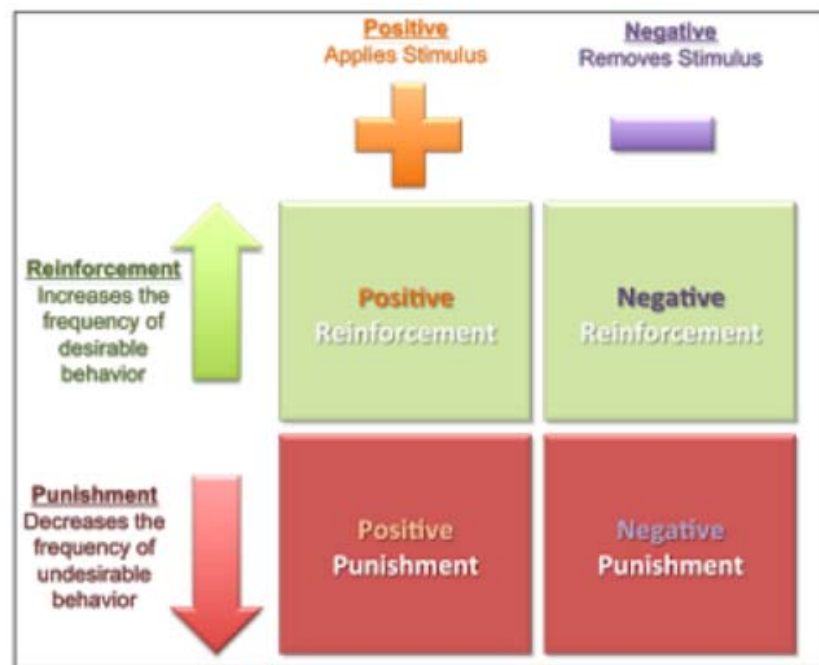 Positive
Applies Stimulus
Negative
Removes Stimulus
Reinforcement
Increases the
frequency of
desirable
behavior
Positive
Reinforcement
Negative
Reinforcement
Punishment
Decreases the
frequency of
undesirable
behavior
Positive
Punishment
Negative
Punishment